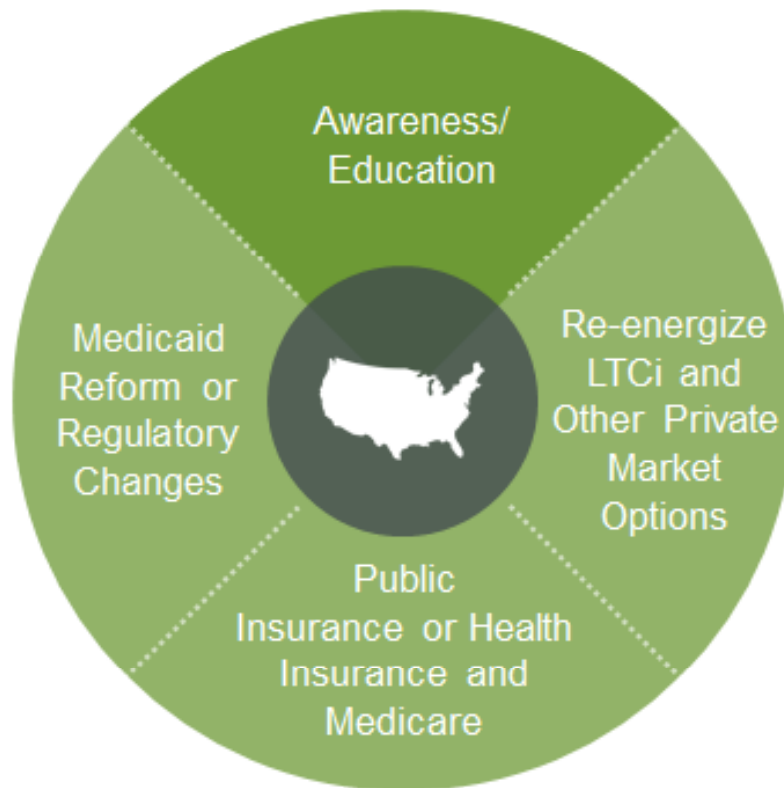 Awareness/
Education
Medicaid
Reform or
Regulatory
Changes
Re-energize
LTCi and
Other Private
Market
Options
Public
Insurance or Health
Insurance and
Medicare